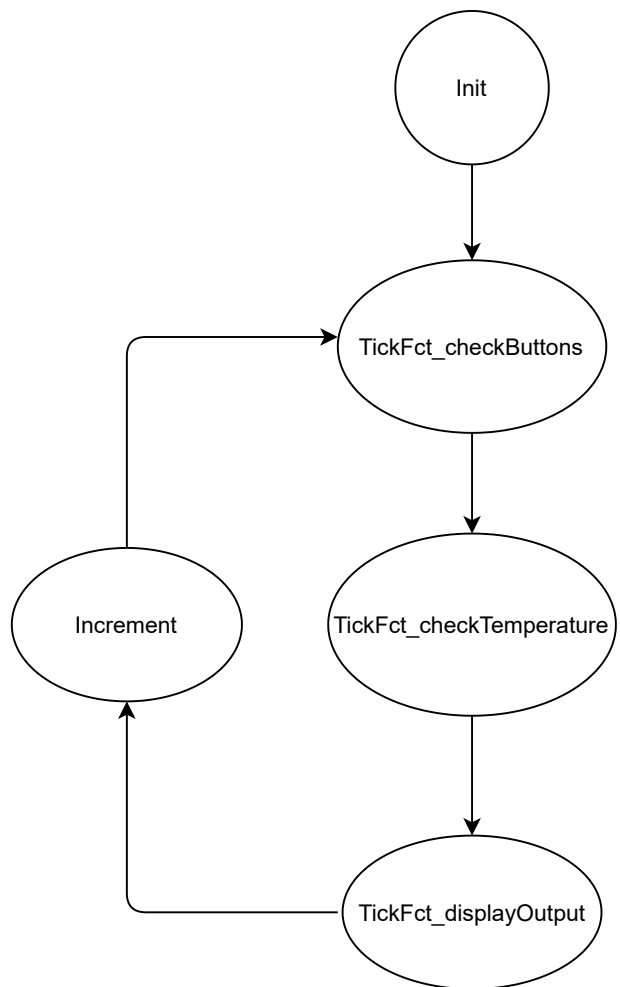 Init
TickFct_checkButtons
Increment
TickFct_checkTemperature
TickFct_displayOutput